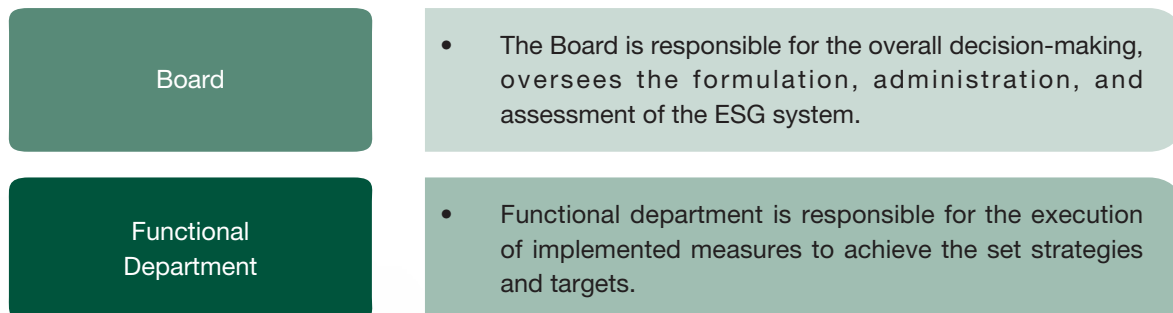 Board
• The Board is responsible for the overall decision-making,
oversees the formulation, administration, and
assessment of the ESG system.
Functional
Department
• Functional department is responsible for the execution
of implemented measures to achieve the set strategies
and targets.